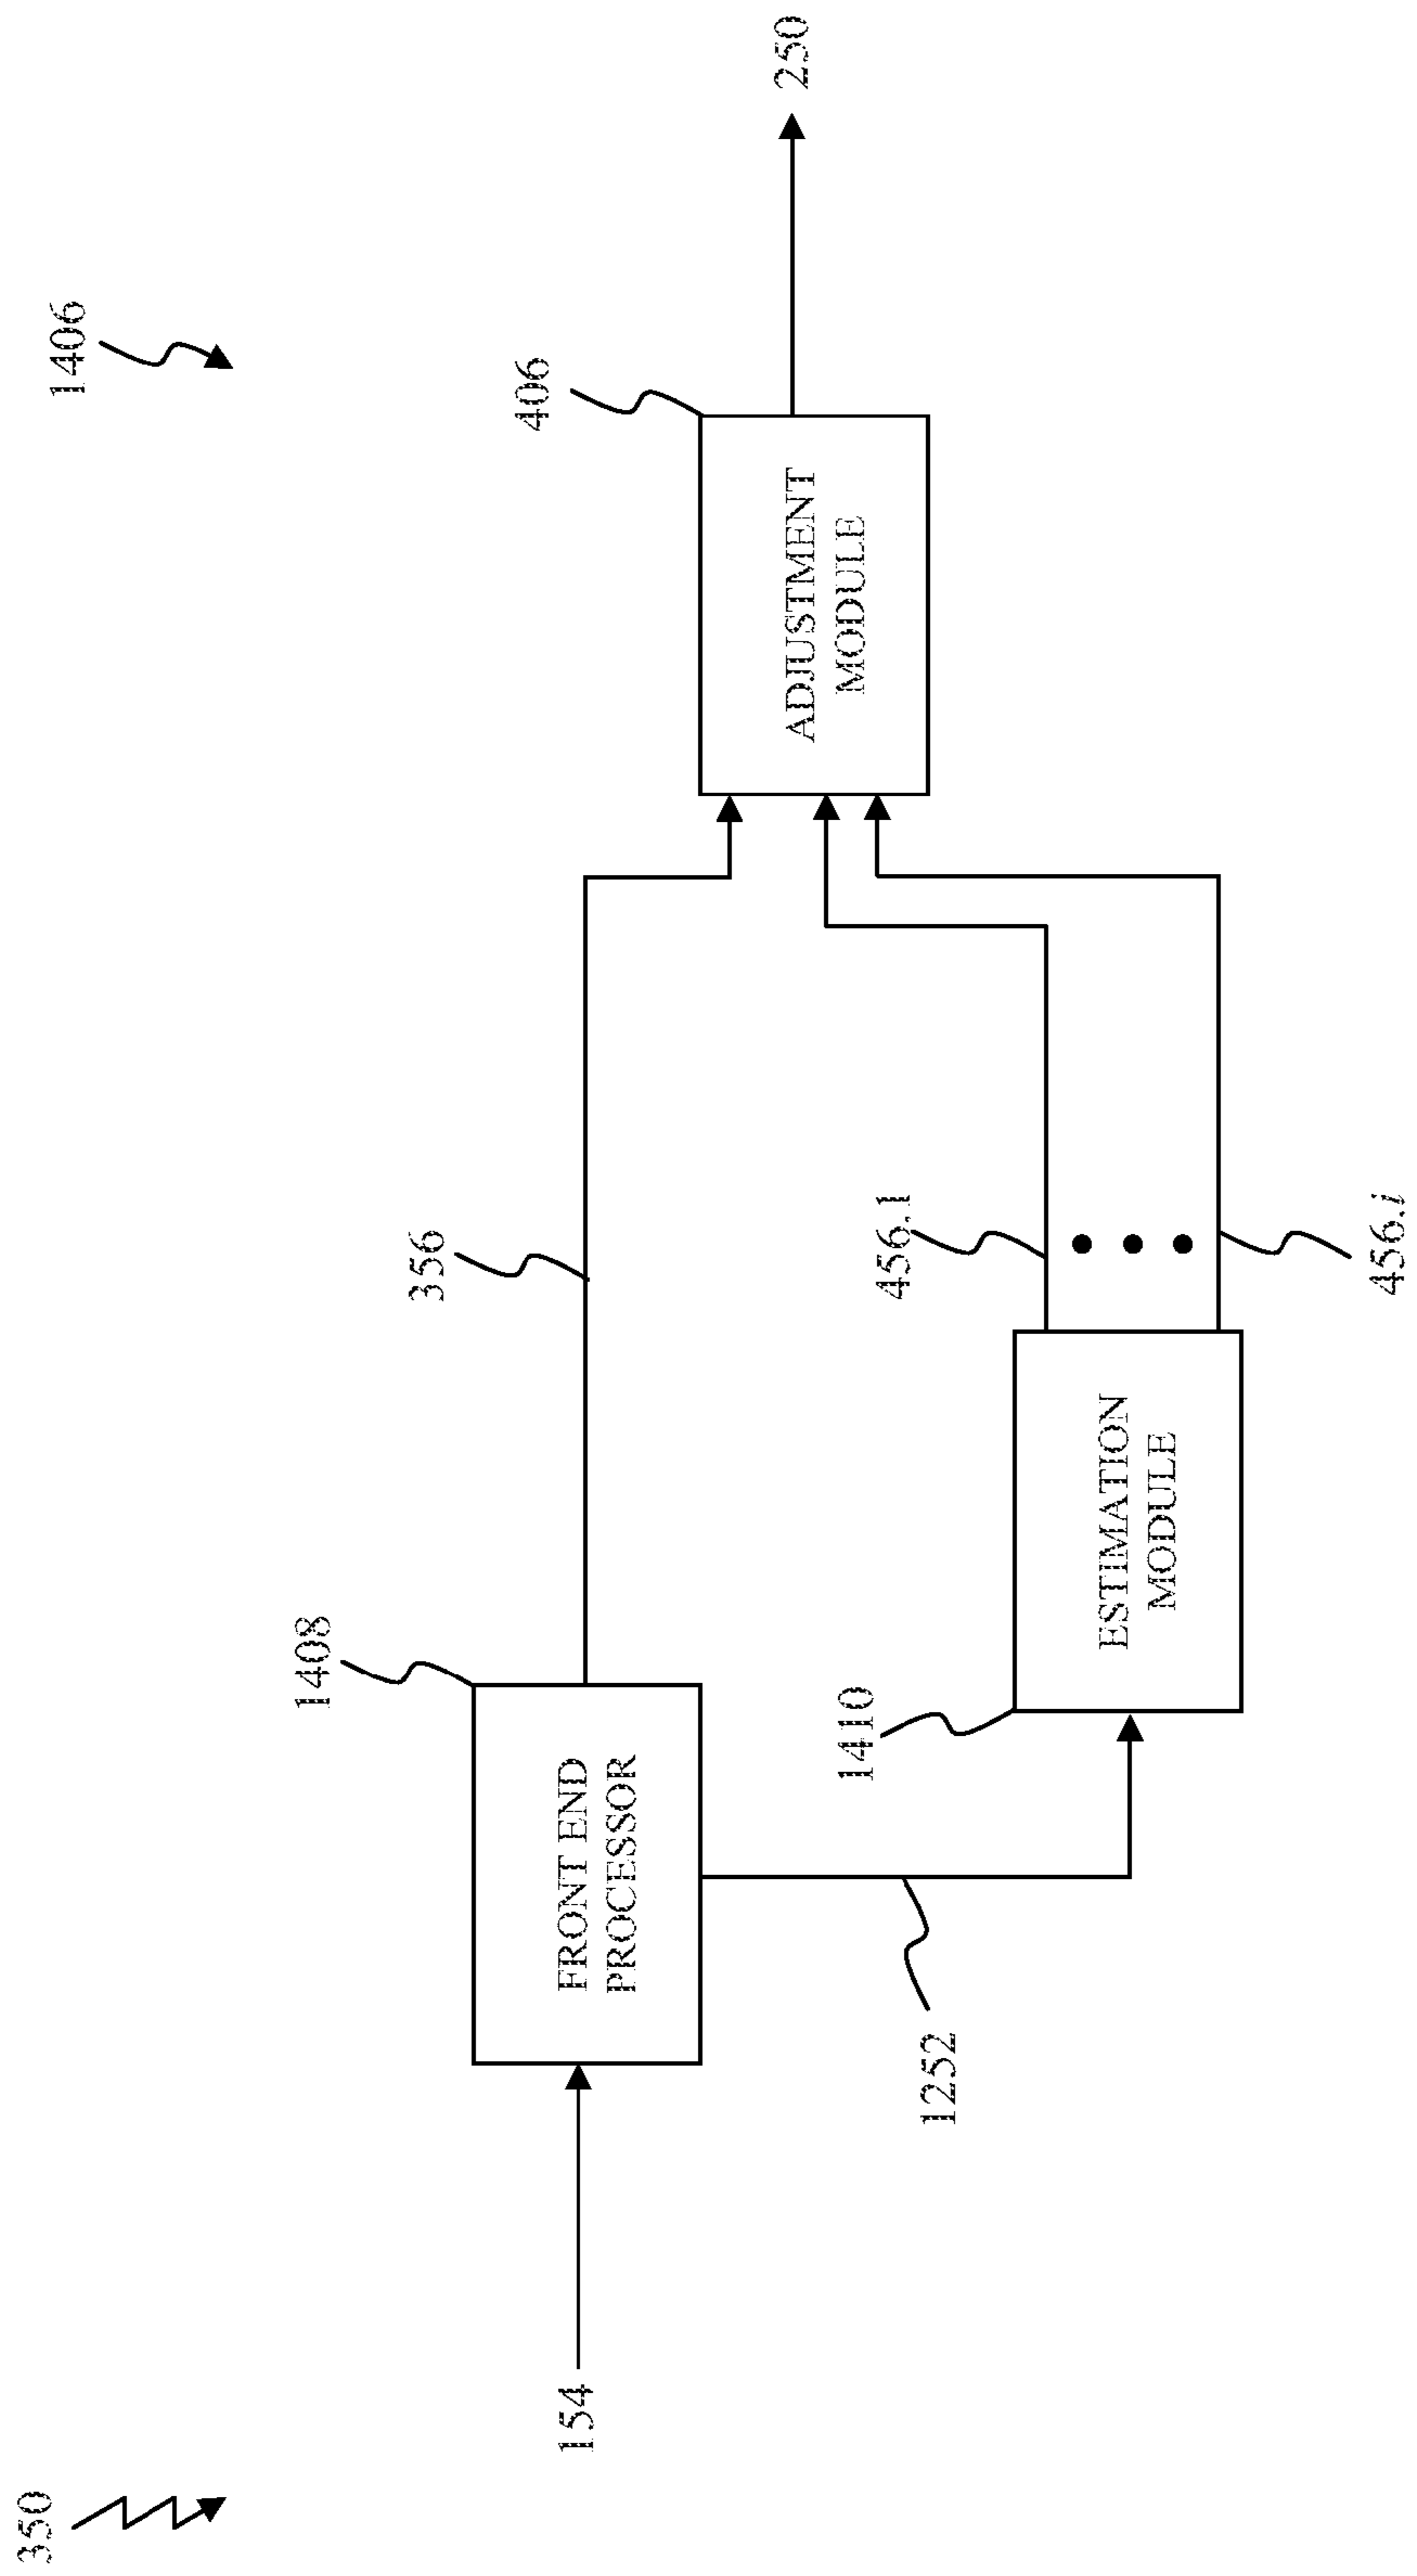 350
1406
154
FRONT END
PROCESSOR
1408
356
1252
1410
ESTIMATION
MODULE
456.1
456.i
406
ADJUSTMENT
MODULE
250